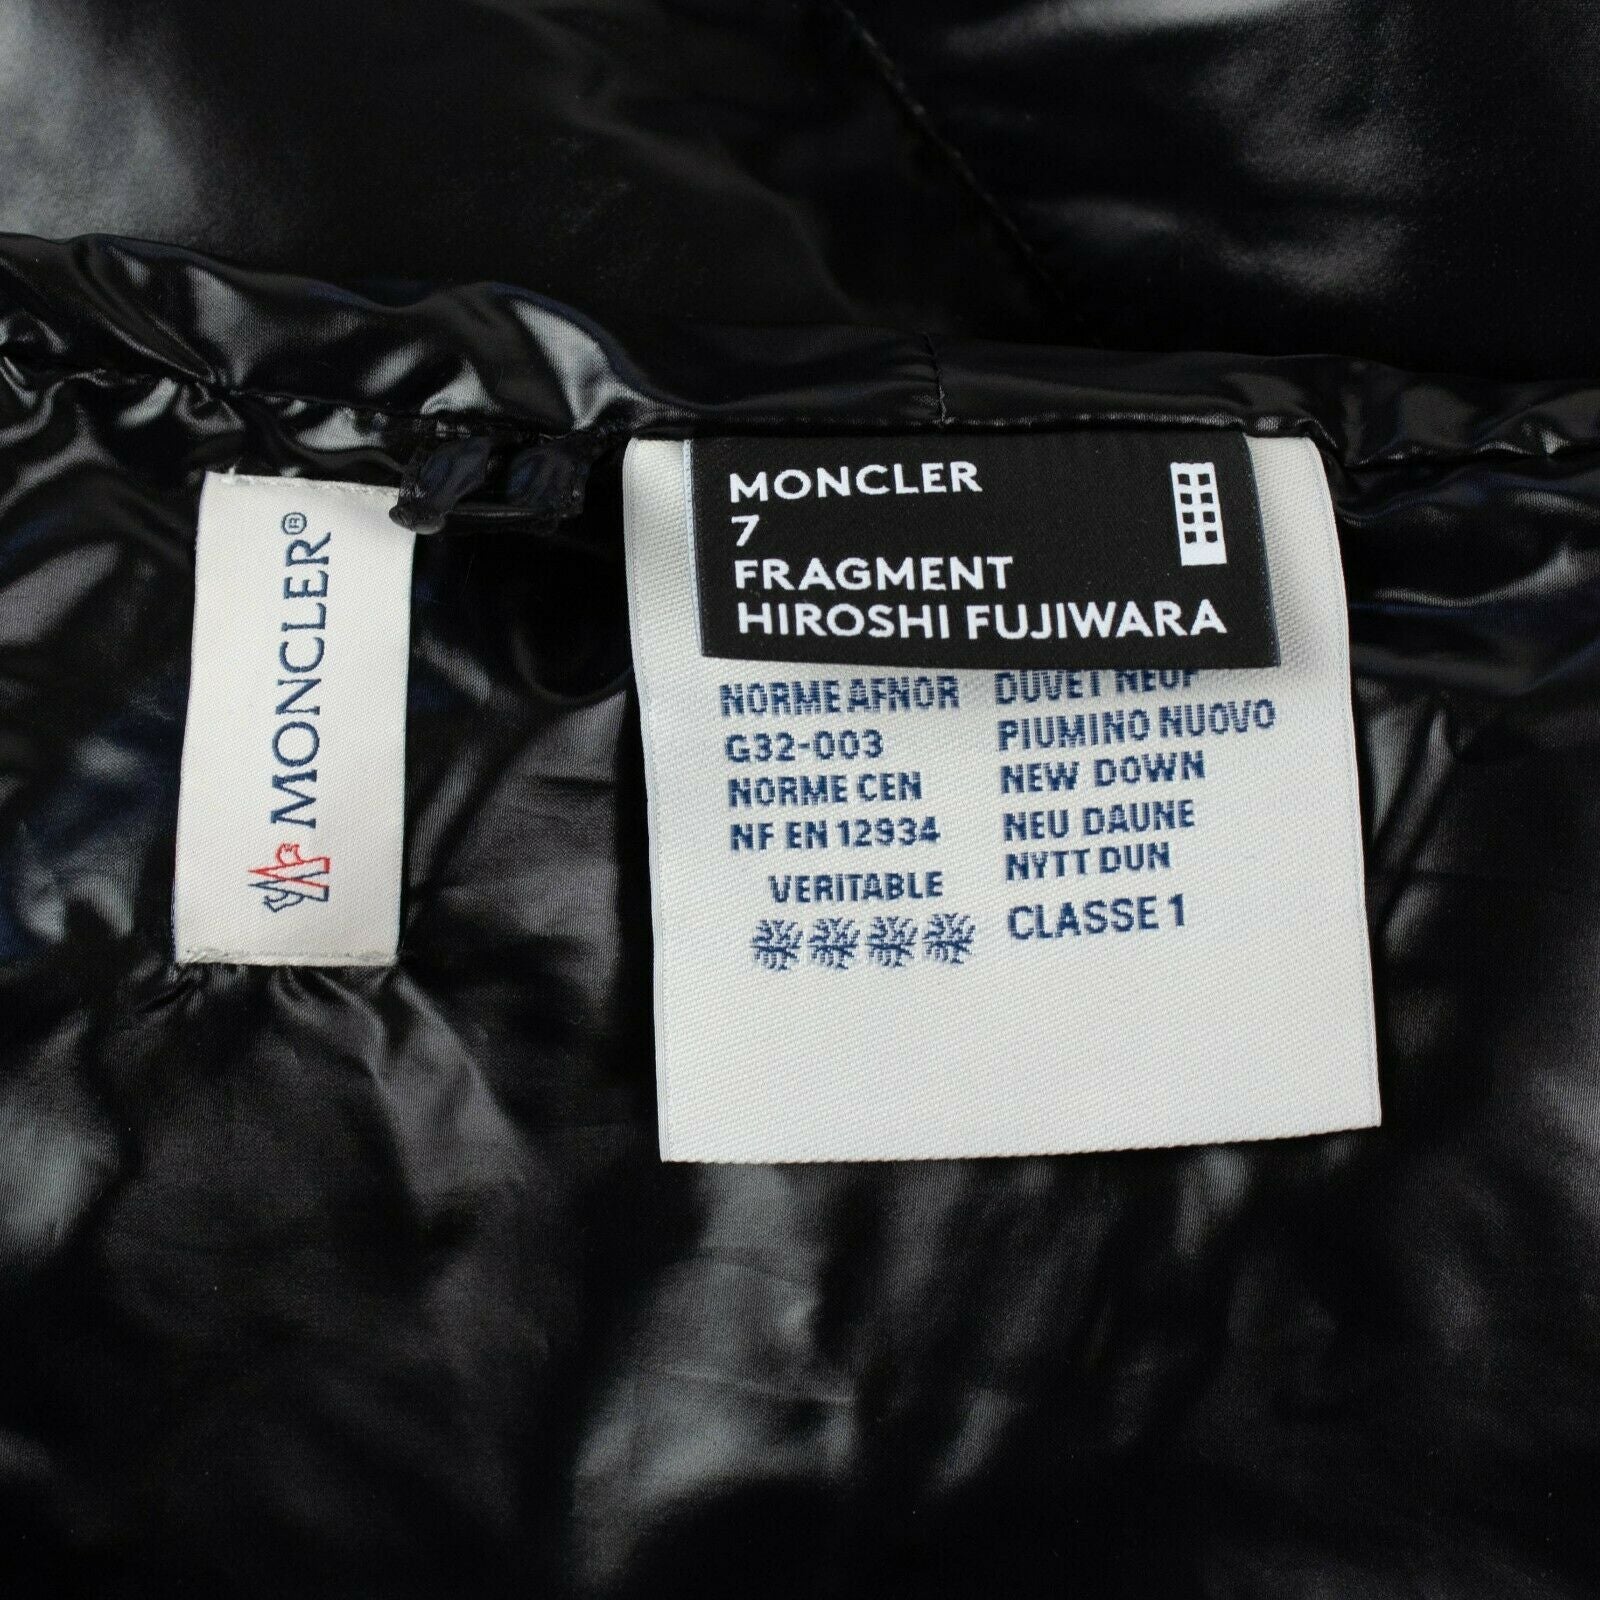 MONCLER®
MONCLER
7
FRAGMENT
HIROSHI FUJIWARA
NORME AFNOR
G32-003
NORME CEN
NF EN 12934
VERITABLE
DUVET NEUF
PIUMINO NUOVO
NEW DOWN
NEU DAUNE
NYTT DUN
CLASSE 1